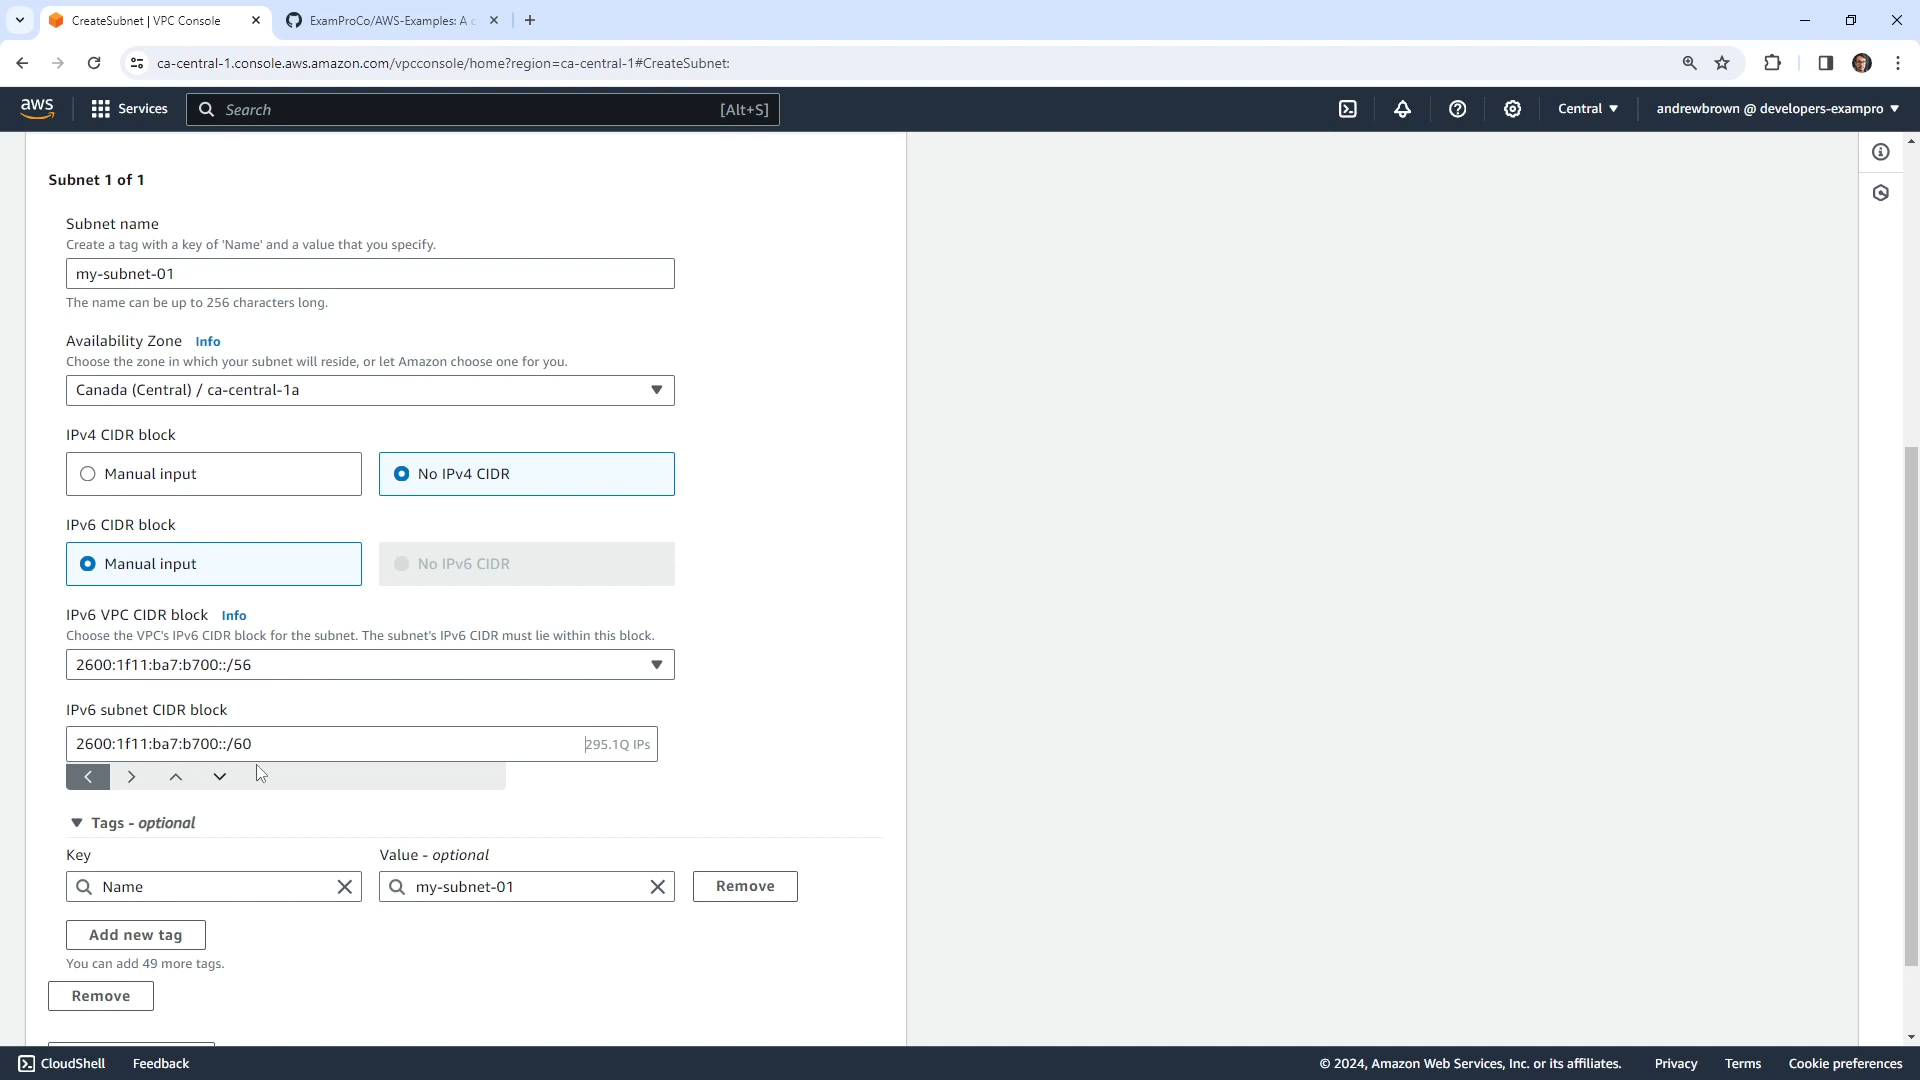 CreateSubnet | VPC Console
ExamProCo/AWS-Examples: A c
ca-central-1.console.aws.amazon.com/vpcconsole/home?region=ca-central-1#CreateSubnet:
aws
Services
Search
[Alt+S]
Central
andrewbrown @ developers-exampro
Subnet 1 of 1
Subnet name
Create a tag with a key of 'Name' and a value that you specify.
my-subnet-01
The name can be up to 256 characters long.
Availability Zone Info
Choose the zone in which your subnet will reside, or let Amazon choose one for you.
Canada (Central) / ca-central-1a
IPv4 CIDR block
Manual input
No IPv4 CIDR
IPv6 CIDR block
Manual input
No IPv6 CIDR
IPv6 VPC CIDR block Info
Choose the VPC's IPv6 CIDR block for the subnet. The subnet's IPv6 CIDR must lie within this block.
2600:1f11:ba7:b700::/56
IPv6 subnet CIDR block
2600:1f11:ba7:b700::/60
295.1Q IPs
Tags - optional
Key
Value - optional
Name
my-subnet-01
Remove
Add new tag
You can add 49 more tags.
Remove
CloudShell
Feedback
© 2024, Amazon Web Services, Inc. or its affiliates.
Privacy
Terms
Cookie preferences